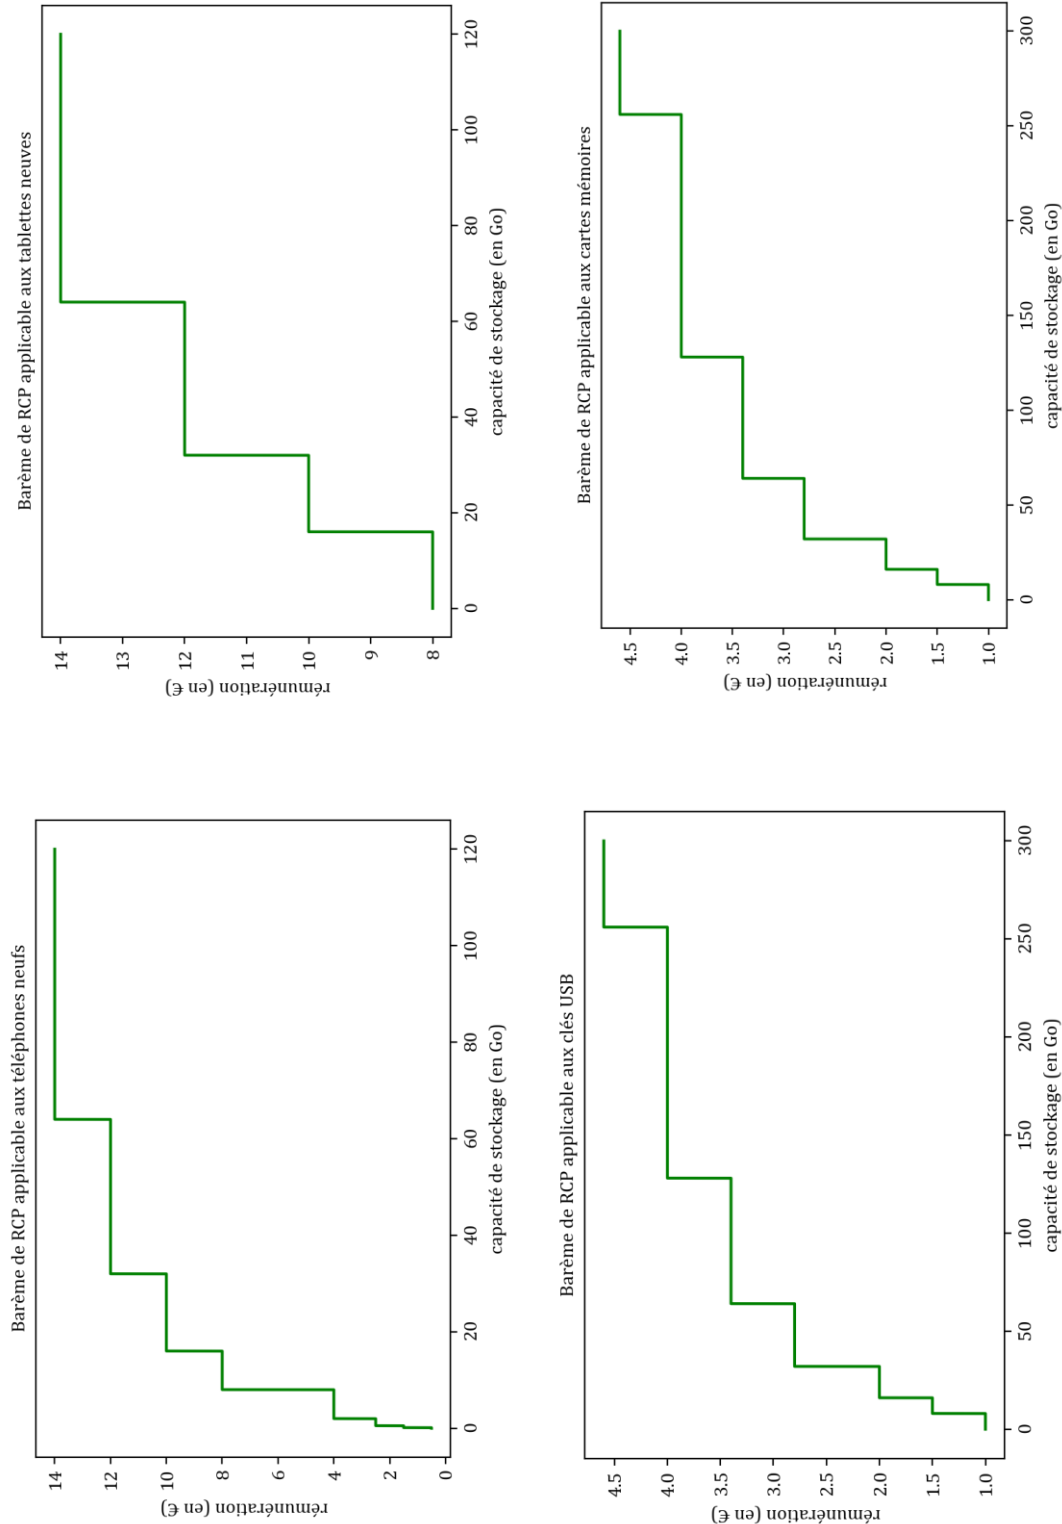 Barème de RCP applicable aux téléphones neufs
rémunération (en €)
14
12
10
8
6
4
2
0
0 20 40 60 80 100 120
capacité de stockage (en Go)
Barème de RCP applicable aux tablettes neuves
rémunération (en €)
14
13
12
11
10
9
8
0 20 40 60 80 100 120
capacité de stockage (en Go)
Barème de RCP applicable aux clés USB
rémunération (en €)
4.5
4.0
3.5
3.0
2.5
2.0
1.5
1.0
0 50 100 150 200 250 300
capacité de stockage (en Go)
Barème de RCP applicable aux cartes mémoires
rémunération (en €)
4.5
4.0
3.5
3.0
2.5
2.0
1.5
1.0
0 50 100 150 200 250 300
capacité de stockage (en Go)